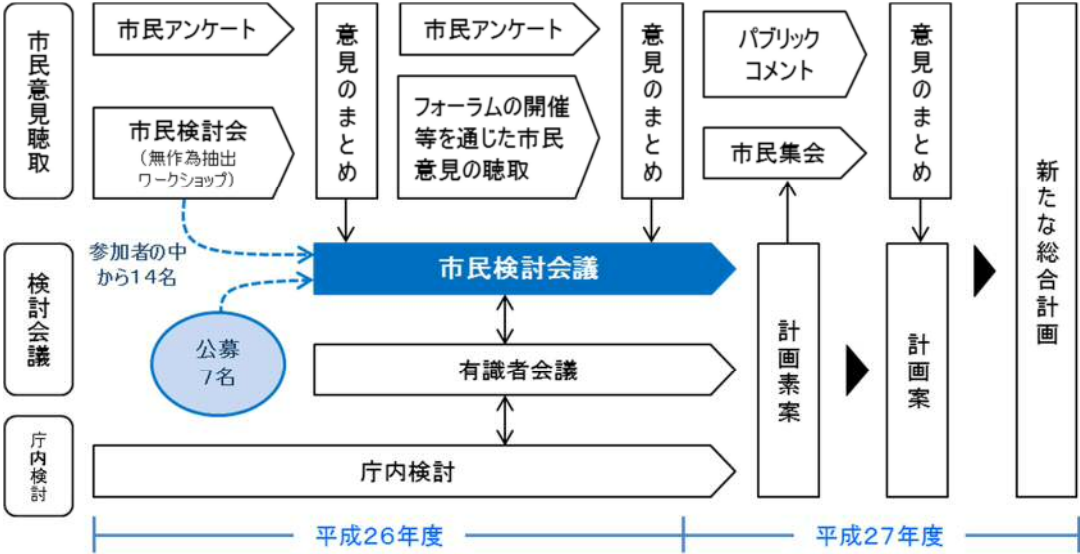 市民意見聴取
市民アンケート
市民検討会
(無作為抽出
ワークショップ)
意見のまとめ
市民アンケート
フォーラムの開催
等を通じた市民
意見の聴取
意見のまとめ
パブリック
コメント
市民集会
意見のまとめ
新たな総合計画
検討会議
参加者の中
から14名
公募
7名
市民検討会議
有識者会議
計画素案
計画案
庁内検討
庁内検討
平成26年度
平成27年度